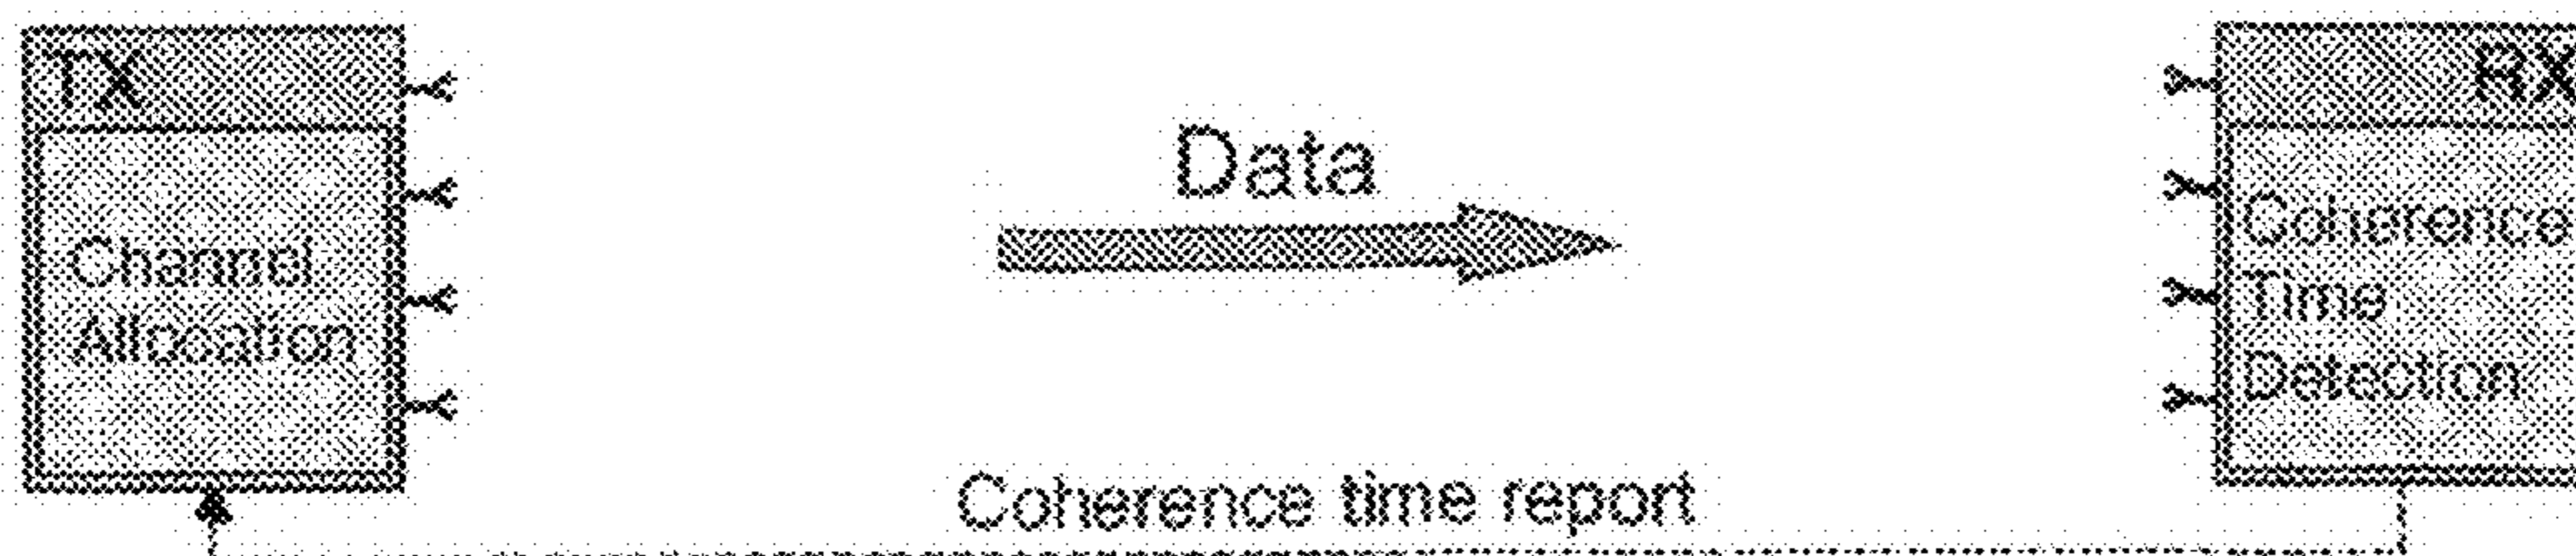 TX
Channel
Allocation
Data
RX
Coherence
Time
Detection
Coherence time report